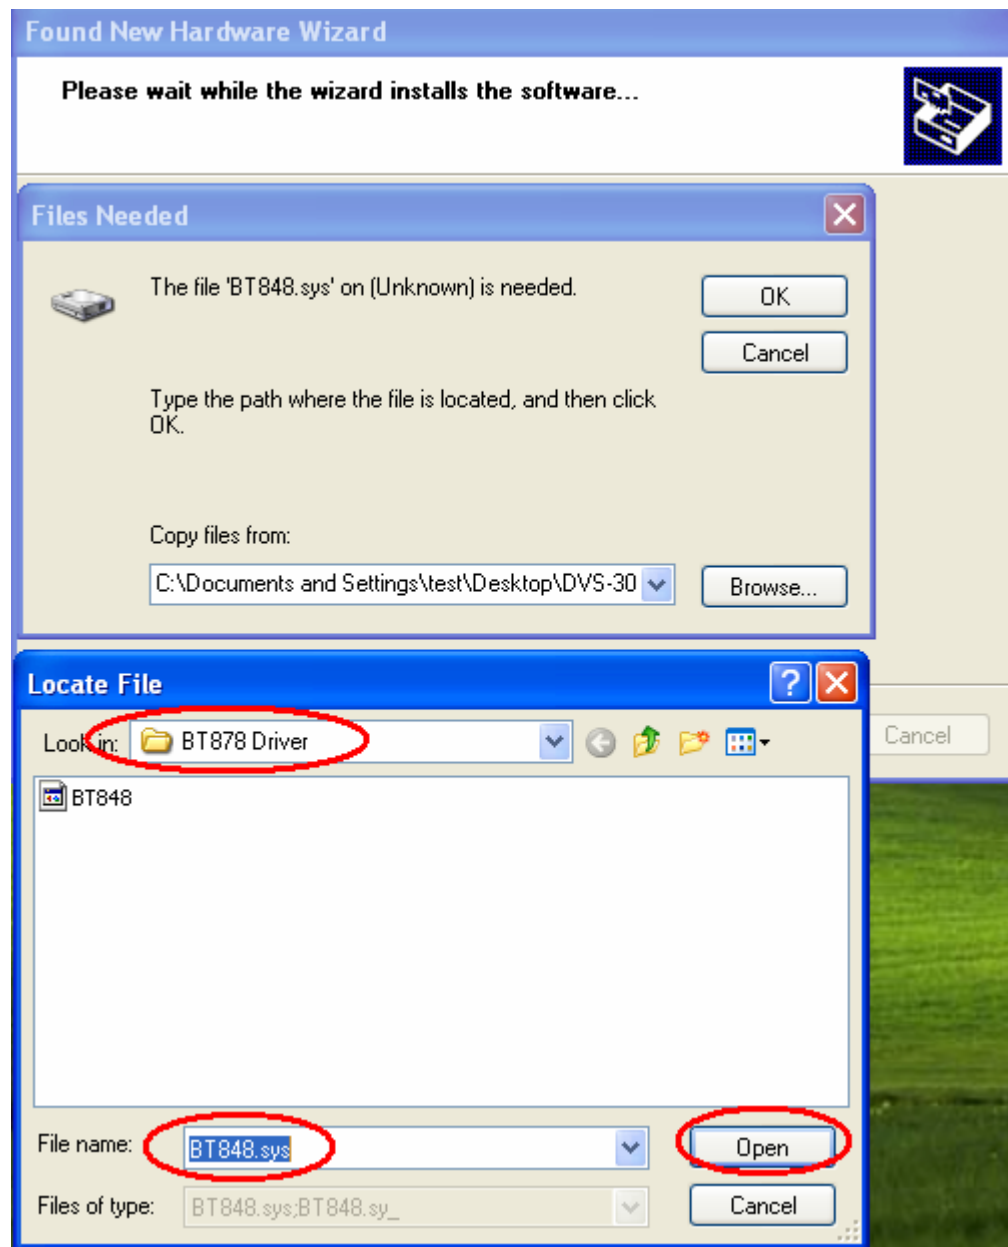 Found New Hardware Wizard
Please wait while the wizard installs the software...
Files Needed
The file 'BT848.sys' on (Unknown) is needed.
OK
Cancel
Type the path where the file is located, and then click
OK.
Copy files from:
C:\Documents and Settings\test\Desktop\DVS-30
Browse...
Locate File
Look in:
BT878 Driver
Cancel
BT848
File name:
BT848.sys
Open
Files of type:
BT848.sys;BT848.sy_
Cancel